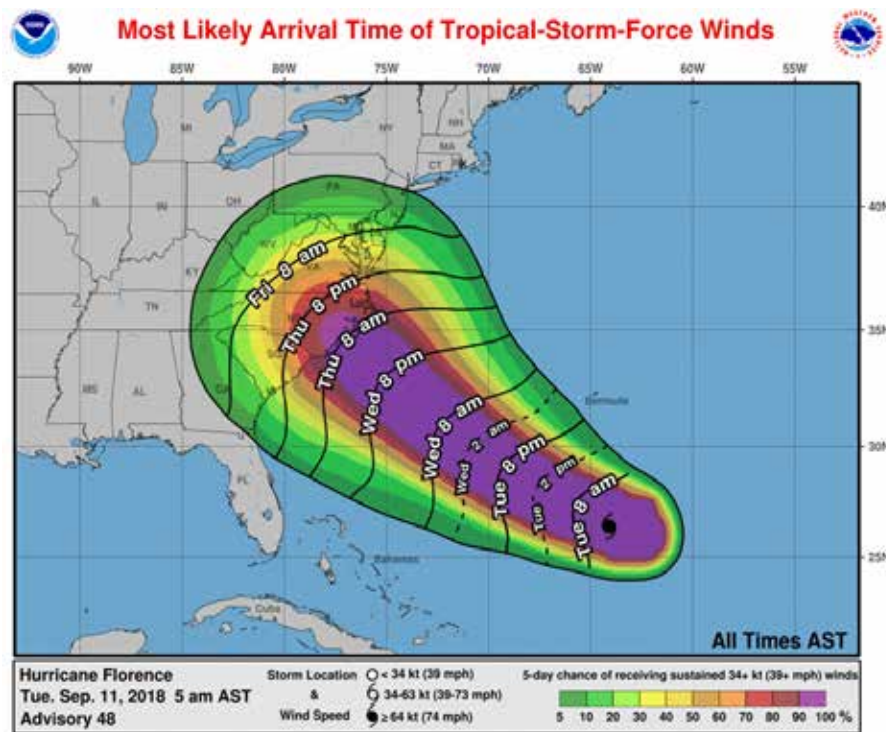 Most Likely Arrival Time of Tropical-Storm-Force Winds
90W 85W 80W 75W 70W 65W 60W 55W
MI NY NH
MA
CT
PA
40N 40N
IL IN OH
WV
KY VA
TN
35N 35N
SC
MS AL GA
Bermuda
30N 30N
FL
25N 25N
Bahamas
Cuba
Fri 8 am
Thu 8 pm
Thu 8 am
Wed 8 pm
Wed 8 am
Wed 2 am
Tue 8 pm
Tue 2 pm
Tue 8 am
All Times AST
Hurricane Florence
Tue. Sep. 11, 2018 5 am AST
Advisory 48
Storm Location
&
Wind Speed
< 34 kt (39 mph)
34-63 kt (39-73 mph)
≥ 64 kt (74 mph)
5-day chance of receiving sustained 34+ kt (39+ mph) winds
5 10 20 30 40 50 60 70 80 90 100 %